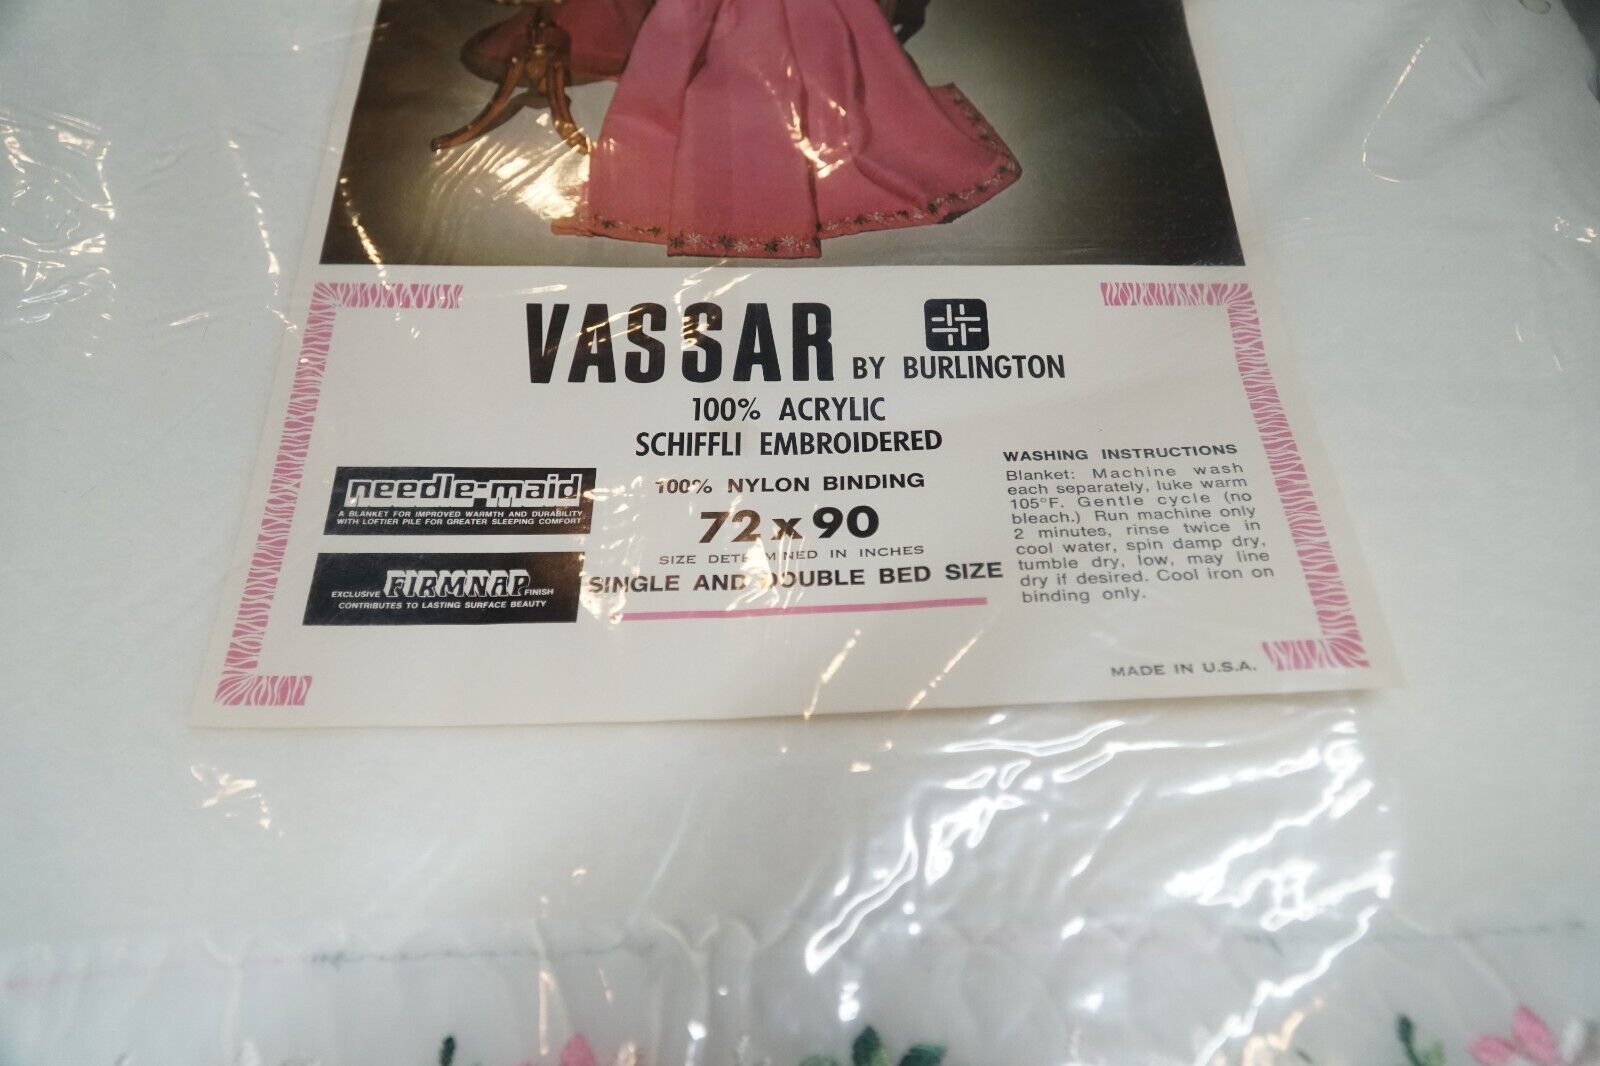 VASSAR BY BURLINGTON
100% ACRYLIC
SCHIFFLI EMBROIDERED
100% NYLON BINDING
72 x 90
SIZE DETERMINED IN INCHES
SINGLE AND DOUBLE BED SIZE
needle-maid
A BLANKET FOR IMPROVED WARMTH AND DURABILITY
WITH LOFTIER PILE FOR GREATER SLEEPING COMFORT
EXCLUSIVE FIRMNAP FINISH
CONTRIBUTES TO LASTING SURFACE BEAUTY
WASHING INSTRUCTIONS
Blanket: Machine wash
each separately, luke warm
105°F. Gentle cycle (no
bleach.) Run machine only
2 minutes, rinse twice in
cool water, spin damp dry,
tumble dry, low, may line
dry if desired. Cool iron on
binding only.
MADE IN U.S.A.